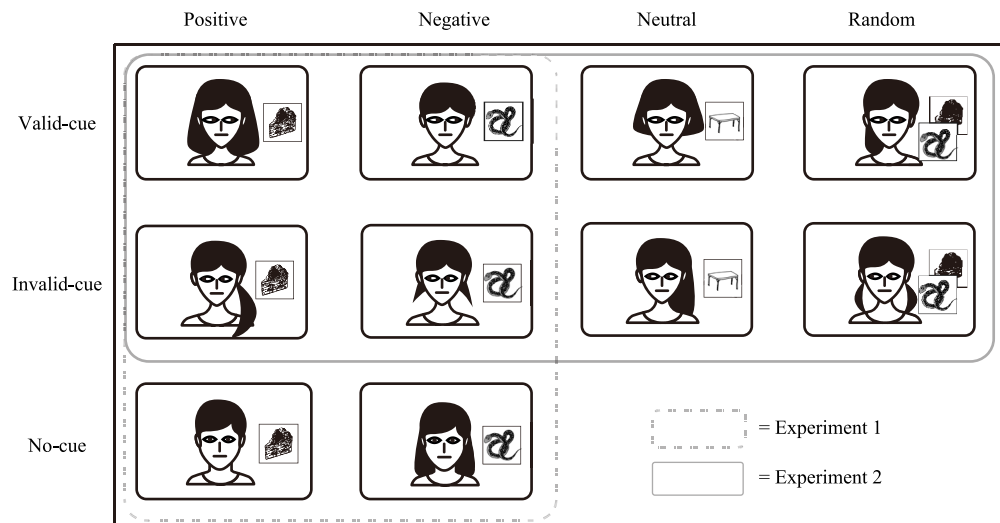 Positive Negative Neutral Random
Valid-cue
Invalid-cue
No-cue
= Experiment 1
= Experiment 2